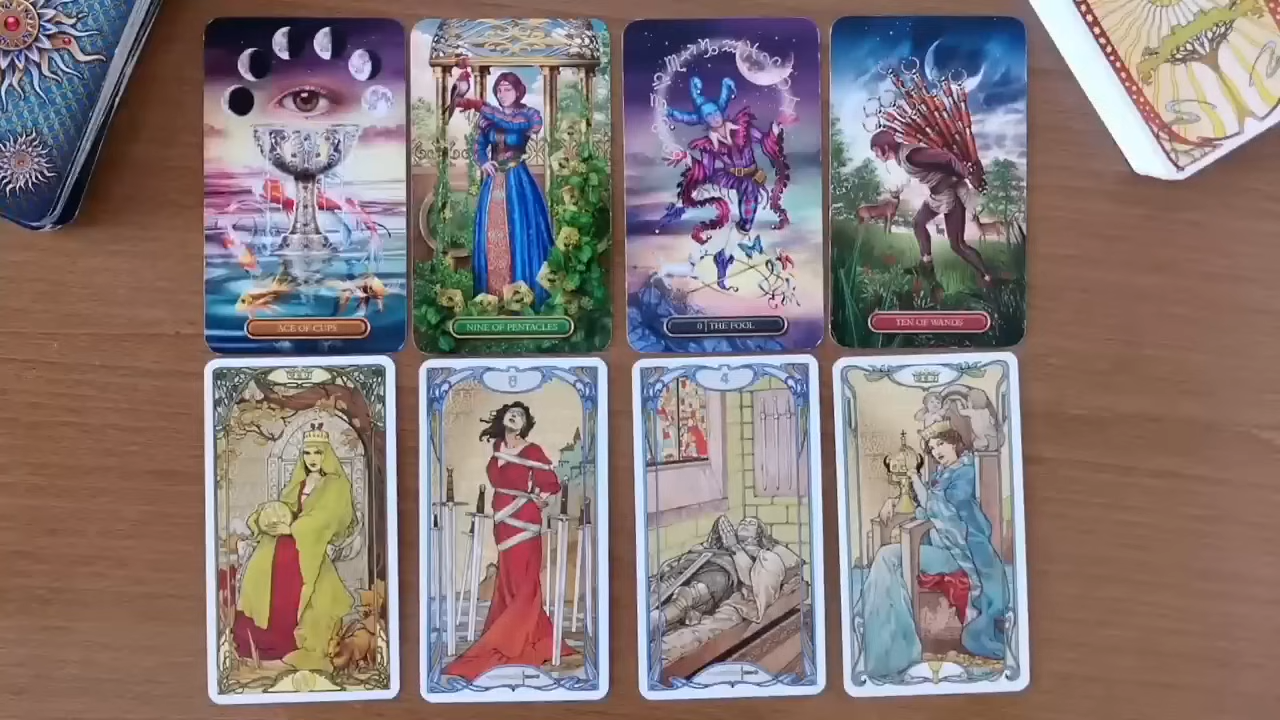 ACE OF CUPS
NINE OF PENTACLES
0 | THE FOOL
TEN OF WANDS
8
4